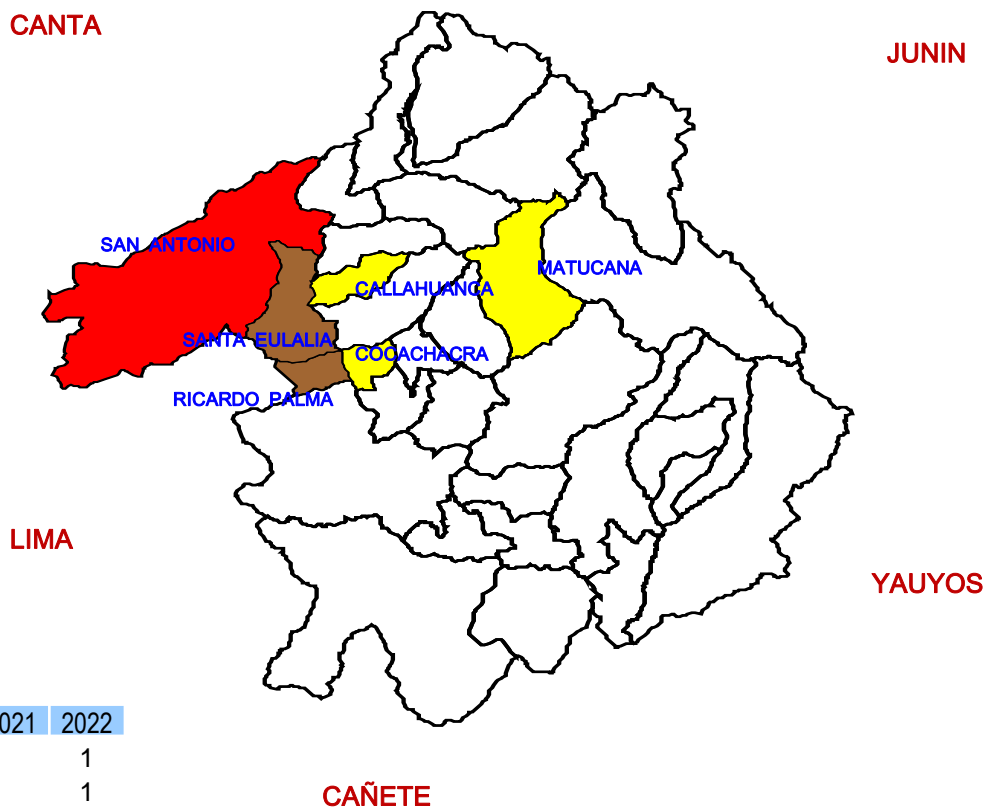 CANTA
JUNIN
SAN ANTONIO
MATUCANA
CALLAHUANCA
SANTA EULALIA
COCACHACRA
RICARDO PALMA
LIMA
YAUYOS
021 2022
1
1
CAÑETE